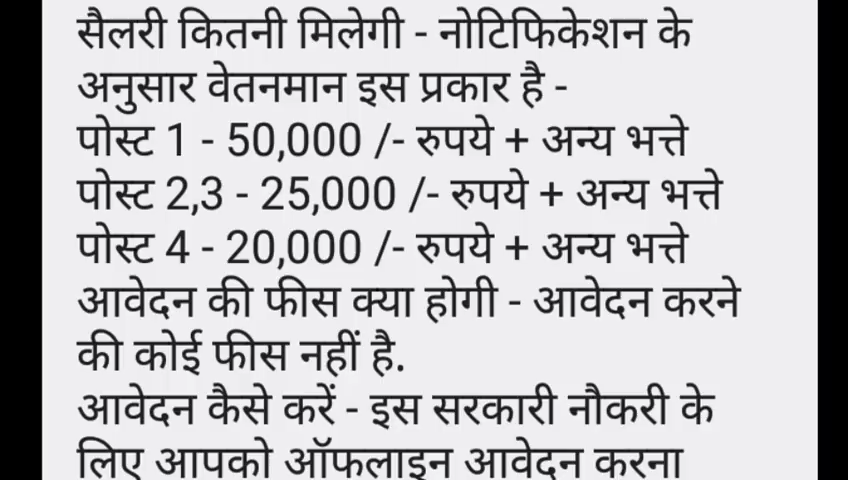 सैलरी कितनी मिलेगी - नोटिफिकेशन के
अनुसार वेतनमान इस प्रकार है -
पोस्ट 1 - 50,000 /- रुपये + अन्य भत्ते
पोस्ट 2,3 - 25,000 /- रुपये + अन्य भत्ते
पोस्ट 4 - 20,000 /- रुपये + अन्य भत्ते
आवेदन की फीस क्या होगी - आवेदन करने
की कोई फीस नहीं है.
आवेदन कैसे करें - इस सरकारी नौकरी के
लिए आपको ऑफलाइन आवेदन करना